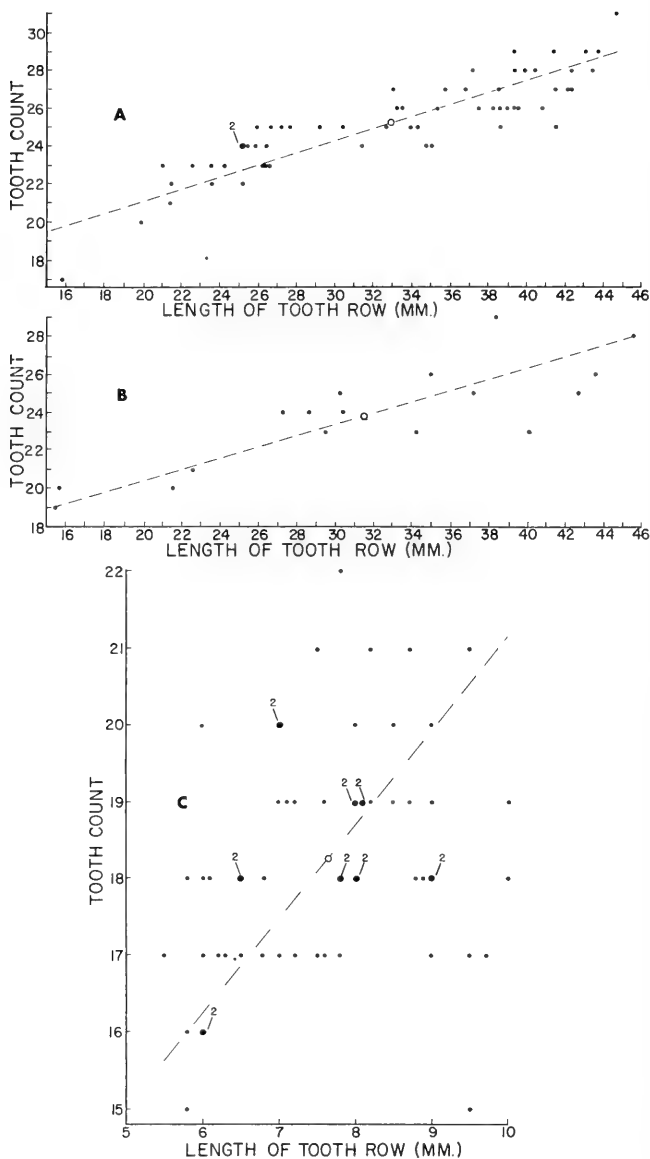 TOOTH COUNT
30
28
26
24
22
20
18
A
2
16 18 20 22 24 26 28 30 32 34 36 38 40 42 44 46
LENGTH OF TOOTH ROW (MM.)
TOOTH COUNT
28
26
24
22
20
18
B
16 18 20 22 24 26 28 30 32 34 36 38 40 42 44 46
LENGTH OF TOOTH ROW (MM.)
TOOTH COUNT
22
21
20
19
18
17
16
15
C
2
2 2
2 2 2 2
2
5 6 7 8 9 10
LENGTH OF TOOTH ROW (MM.)